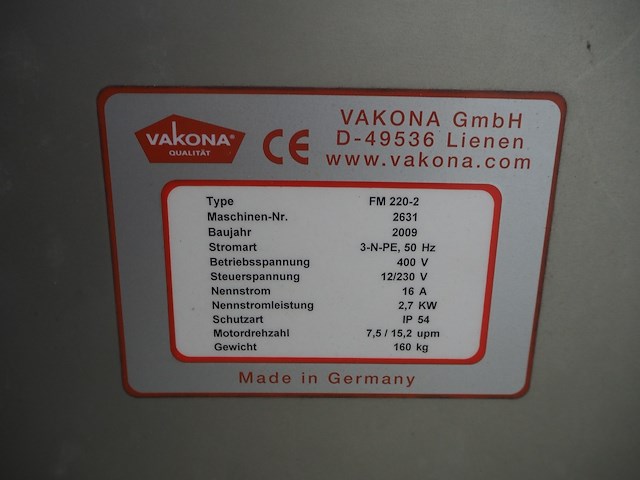 VAKONA®
QUALITÄT
CE
VAKONA GmbH
D-49536 Lienen
www.vakona.com
Type FM 220-2
Maschinen-Nr. 2631
Baujahr 2009
Stromart 3-N-PE, 50 Hz
Betriebsspannung 400 V
Steuerspannung 12/230 V
Nennstrom 16 A
Nennstromleistung 2,7 KW
Schutzart IP 54
Motordrehzahl 7,5 / 15,2 upm
Gewicht 160 kg
Made in Germany